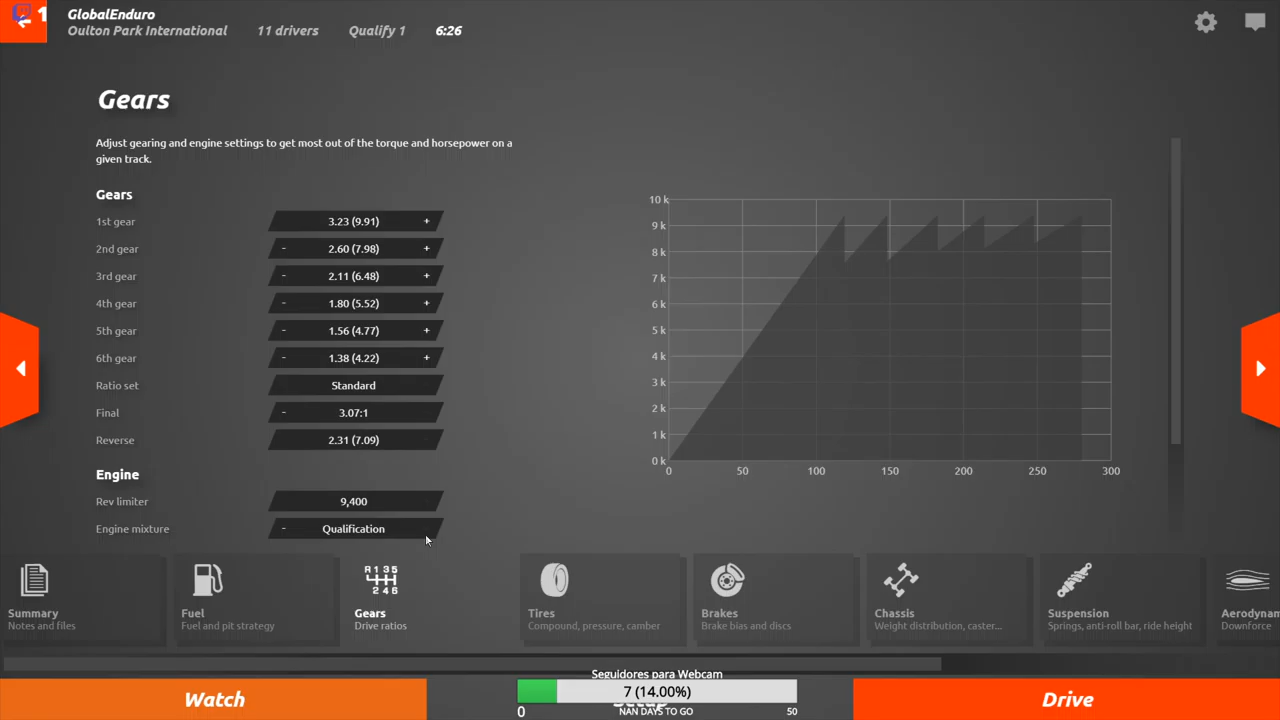 GlobalEnduro
Oulton Park International
11 drivers
Qualify 1
6:26
Gears
Adjust gearing and engine settings to get most out of the torque and horsepower on a
given track.
Gears
1st gear 3.23 (9.91) +
2nd gear - 2.60 (7.98) +
3rd gear - 2.11 (6.48) +
4th gear - 1.80 (5.52) +
5th gear - 1.56 (4.77) +
6th gear - 1.38 (4.22) +
Ratio set Standard
Final - 3.07:1
Reverse 2.31 (7.09)
Engine
Rev limiter 9,400
Engine mixture - Qualification
10 k
9 k
8 k
7 k
6 k
5 k
4 k
3 k
2 k
1 k
0 k
0 50 100 150 200 250 300
Summary
Notes and files
Fuel
Fuel and pit strategy
R 1 3 5
2 4 6
Gears
Drive ratios
Tires
Compound, pressure, camber
Brakes
Brake bias and discs
Chassis
Weight distribution, caster...
Suspension
Springs, anti-roll bar, ride height
Aerodynam
Downforce
Watch
Seguidores para Webcam
7 (14.00%)
0 NAN DAYS TO GO 50
Drive